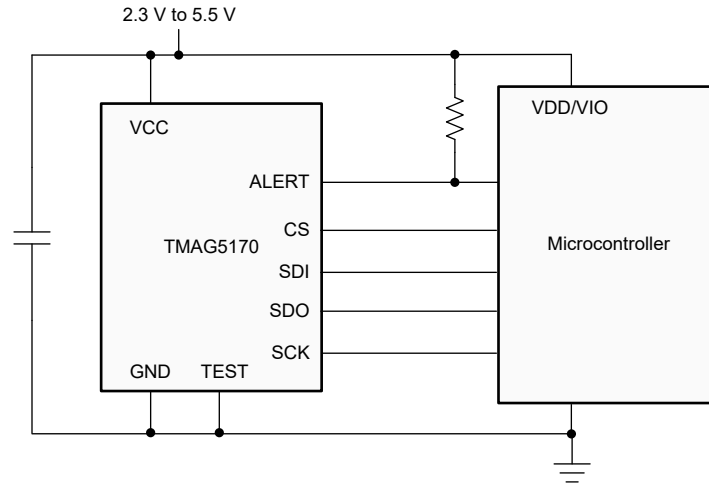 2.3 V to 5.5 V
VCC
VDD/VIO
ALERT
CS
TMAG5170
Microcontroller
SDI
SDO
SCK
GND TEST